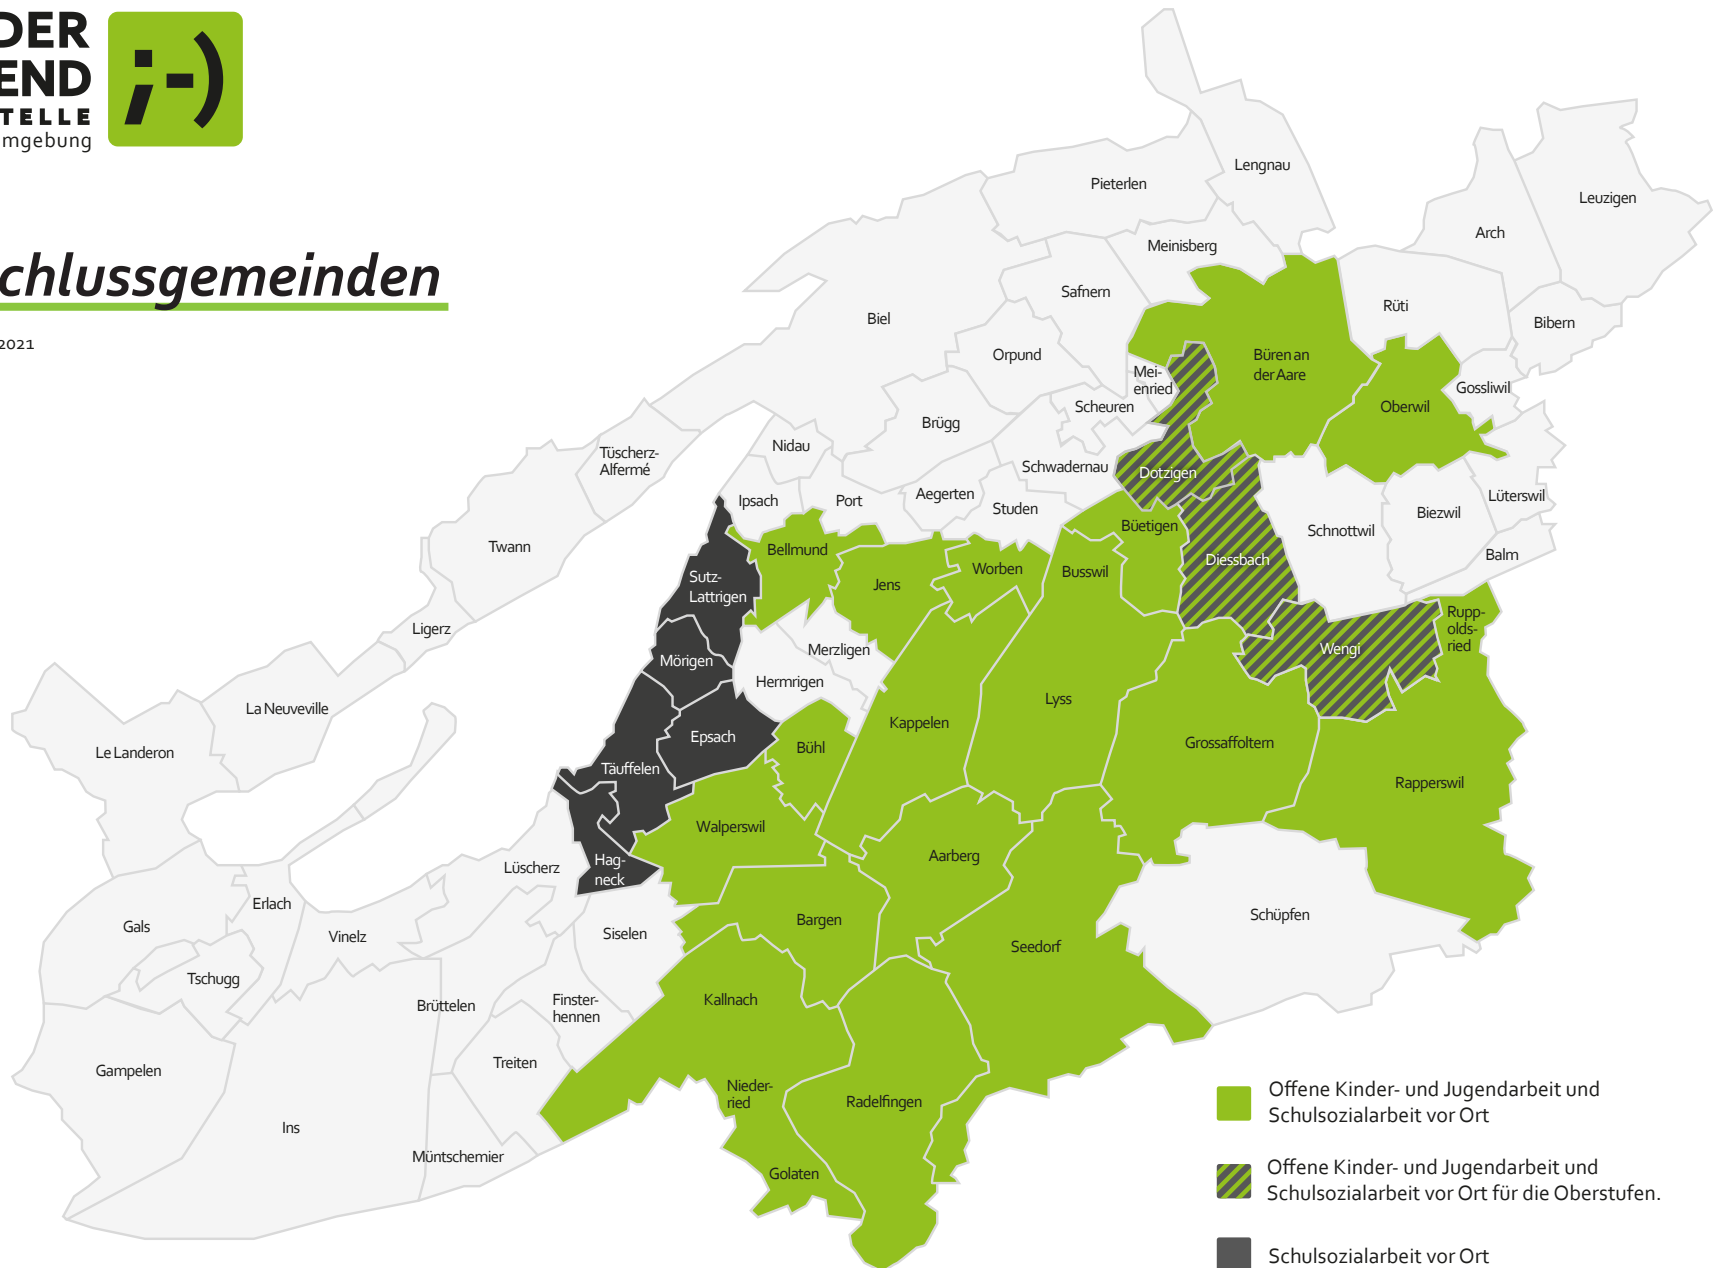 DER
END
TELLE
mgebung
;-)
chlussgemeinden
2021
Lengnau
Pieterlen
Leuzigen
Arch
Meinisberg
Safnern
Rüti
Biel
Bibern
Orpund
Büren an
der Aare
Mei-
enried
Gossliwil
Scheuren
Oberwil
Brügg
Nidau
Tüscherz-
Alfermé
Schwadernau
Dotzigen
Ipsach
Port
Aegerten
Studen
Lüterswil
Biezwil
Büetigen
Schnottwil
Twann
Bellmund
Balm
Diessbach
Worben
Busswil
Jens
Sutz-
Lattrigen
Rupp-
olds-
ried
Ligerz
Merzligen
Wengi
Mörigen
Hermrigen
Lyss
La Neuveville
Kappelen
Epsach
Bühl
Grossaffoltern
Le Landeron
Täuffelen
Rapperswil
Walperswil
Aarberg
Lüscherz
Hag-
neck
Erlach
Schüpfen
Bargen
Gals
Vinelz
Siselen
Seedorf
Tschugg
Kallnach
Brüttelen
Finster-
hennen
Treiten
Gampelen
Nieder-
ried
Radelfingen
Ins
Müntschemier
Golaten
Offene Kinder- und Jugendarbeit und
Schulsozialarbeit vor Ort
Offene Kinder- und Jugendarbeit und
Schulsozialarbeit vor Ort für die Oberstufen.
Schulsozialarbeit vor Ort